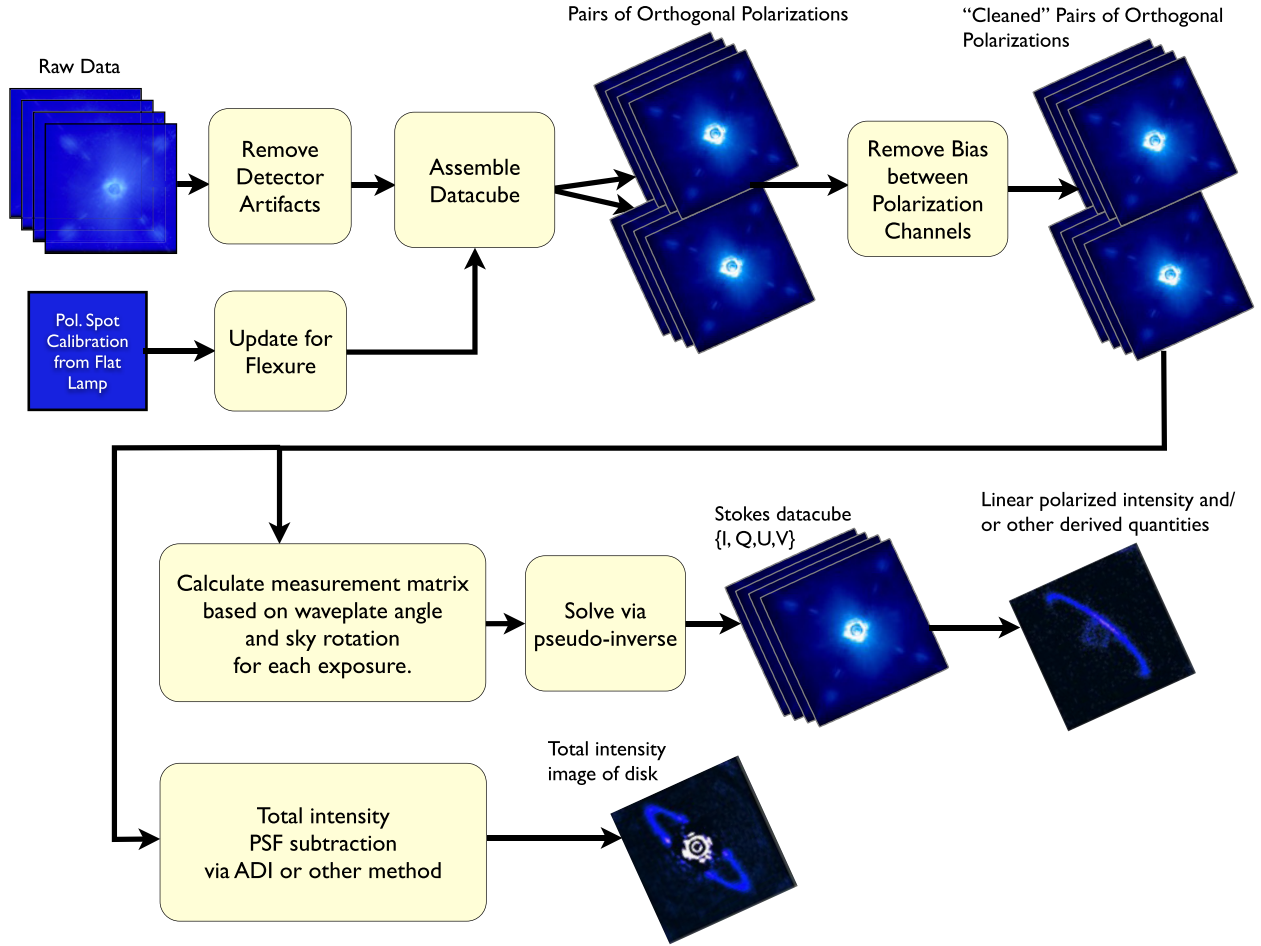 Raw Data
Pairs of Orthogonal Polarizations
“Cleaned” Pairs of Orthogonal
Polarizations
Remove
Detector
Artifacts
Assemble
Datacube
Remove Bias
between
Polarization
Channels
Pol. Spot
Calibration
from Flat
Lamp
Update for
Flexure
Calculate measurement matrix
based on waveplate angle
and sky rotation
for each exposure.
Solve via
pseudo-inverse
Stokes datacube
{I, Q,U,V}
Linear polarized intensity and/
or other derived quantities
Total intensity
PSF subtraction
via ADI or other method
Total intensity
image of disk